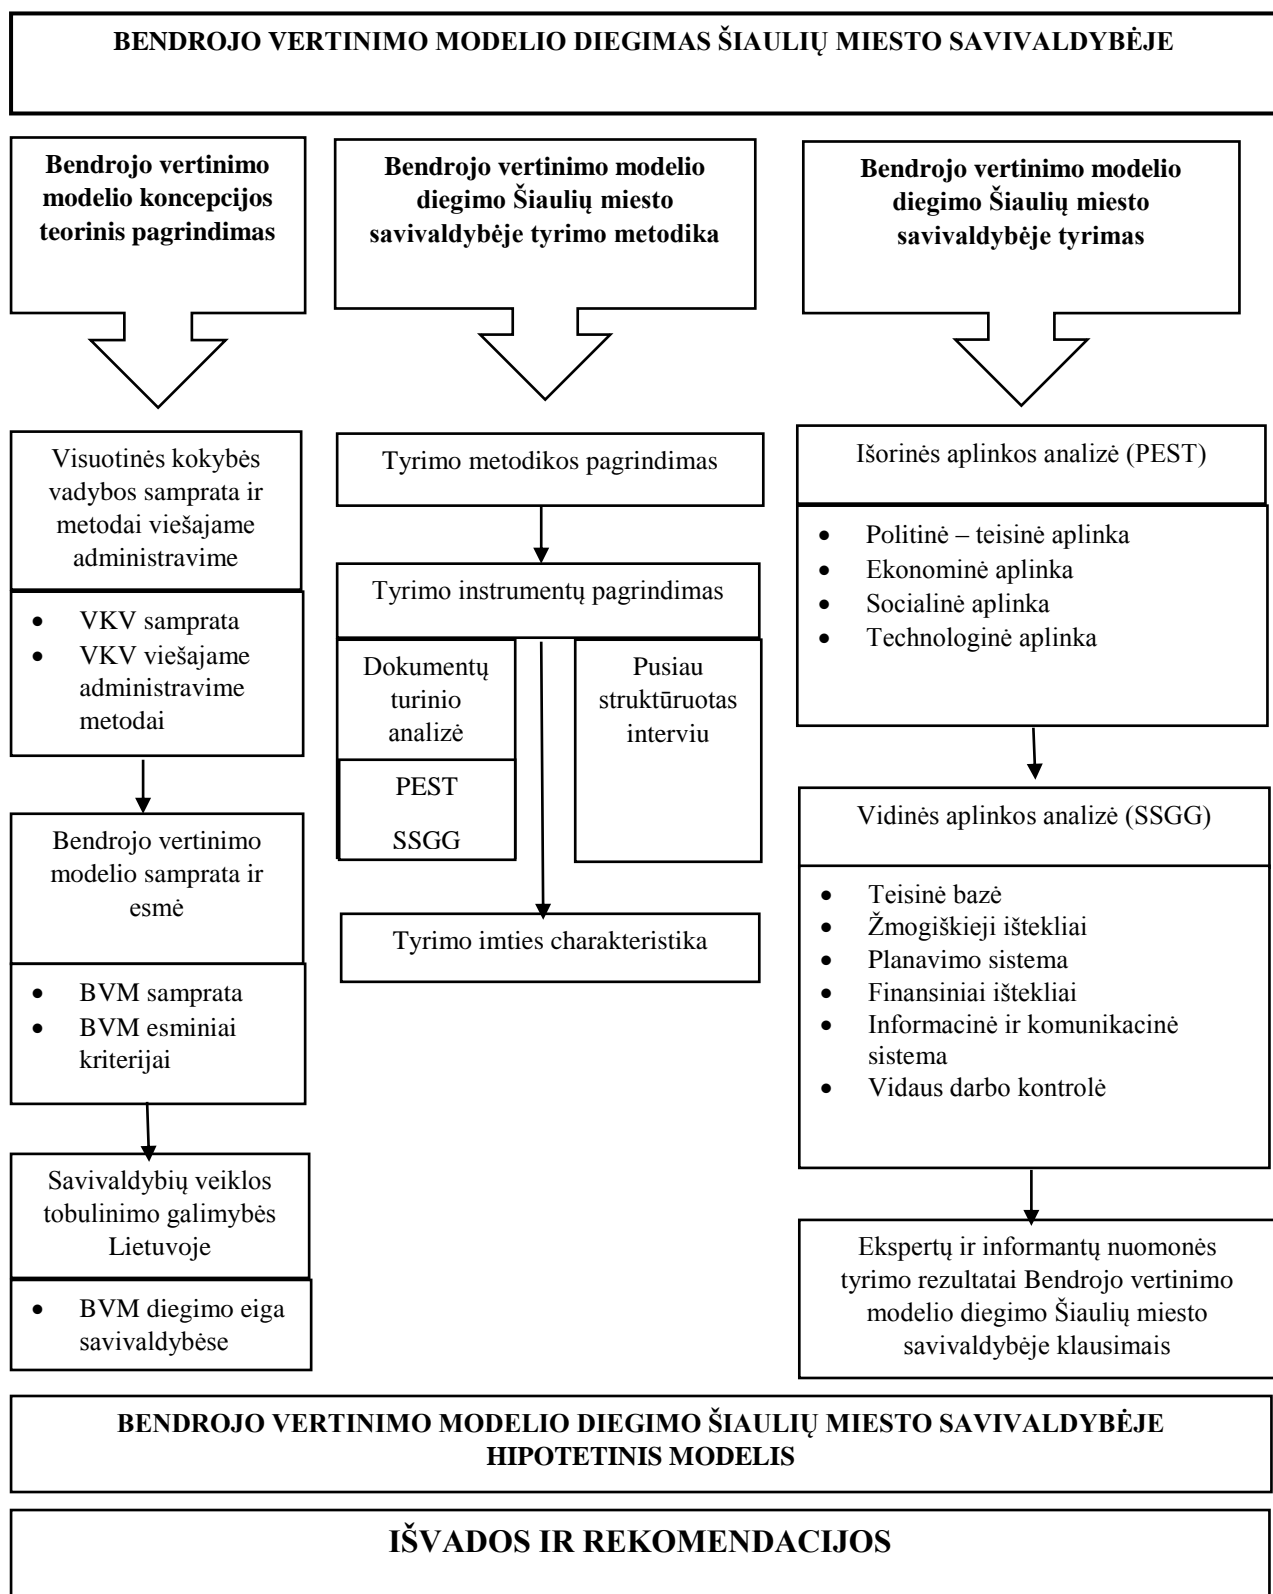 BENDROJO VERTINIMO MODELIO DIEGIMAS ŠIAULIŲ MIESTO SAVIVALDYBĖJE
Bendrojo vertinimo
modelio koncepcijos
teorinis pagrindimas
Bendrojo vertinimo modelio
diegimo Šiaulių miesto
savivaldybėje tyrimo metodika
Bendrojo vertinimo modelio
diegimo Šiaulių miesto
savivaldybėje tyrimas
Visuotinės kokybės
vadybos samprata ir
metodai viešajame
administravime
• VKV samprata
• VKV viešajame
administravime
metodai
Bendrojo vertinimo
modelio samprata ir
esmė
• BVM samprata
• BVM esminiai
kriterijai
Savivaldybių veiklos
tobulinimo galimybės
Lietuvoje
• BVM diegimo eiga
savivaldybėse
Tyrimo metodikos pagrindimas
Tyrimo instrumentų pagrindimas
Dokumentų
turinio
analizė
PEST
SSGG
Pusiau
struktūruotas
interviu
Tyrimo imties charakteristika
Išorinės aplinkos analizė (PEST)
• Politinė – teisinė aplinka
• Ekonominė aplinka
• Socialinė aplinka
• Technologinė aplinka
Vidinės aplinkos analizė (SSGG)
• Teisinė bazė
• Žmogiškieji ištekliai
• Planavimo sistema
• Finansiniai ištekliai
• Informacinė ir komunikacinė
sistema
• Vidaus darbo kontrolė
Ekspertų ir informantų nuomonės
tyrimo rezultatai Bendrojo vertinimo
modelio diegimo Šiaulių miesto
savivaldybėje klausimais
BENDROJO VERTINIMO MODELIO DIEGIMO ŠIAULIŲ MIESTO SAVIVALDYBĖJE
HIPOTETINIS MODELIS
IŠVADOS IR REKOMENDACIJOS